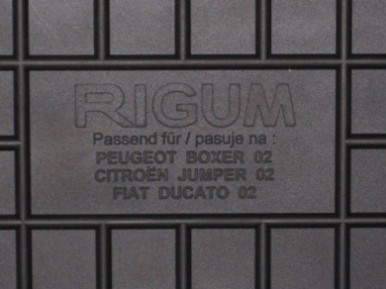 RIGUM
Passend für / pasuje na :
PEUGEOT BOXER 02
CITROËN JUMPER 02
FIAT DUCATO 02